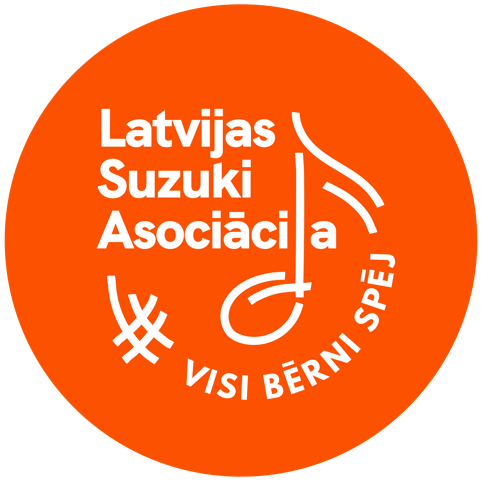 Latvijas
Suzuki
Asociācija
VISI BĒRNI SPĒJ